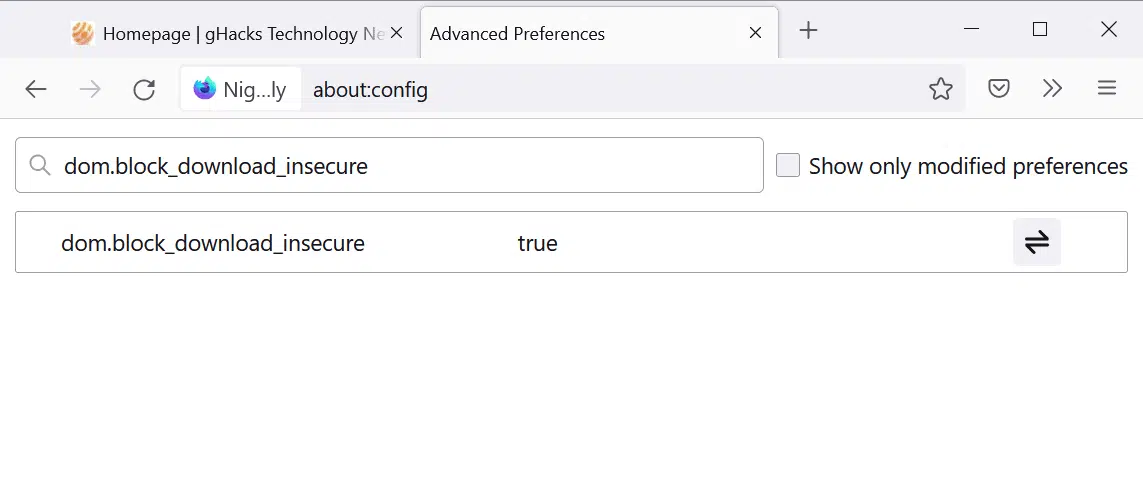 Homepage | gHacks Technology Ne
Advanced Preferences
Nig...ly
about:config
dom.block_download_insecure
Show only modified preferences
dom.block_download_insecure true